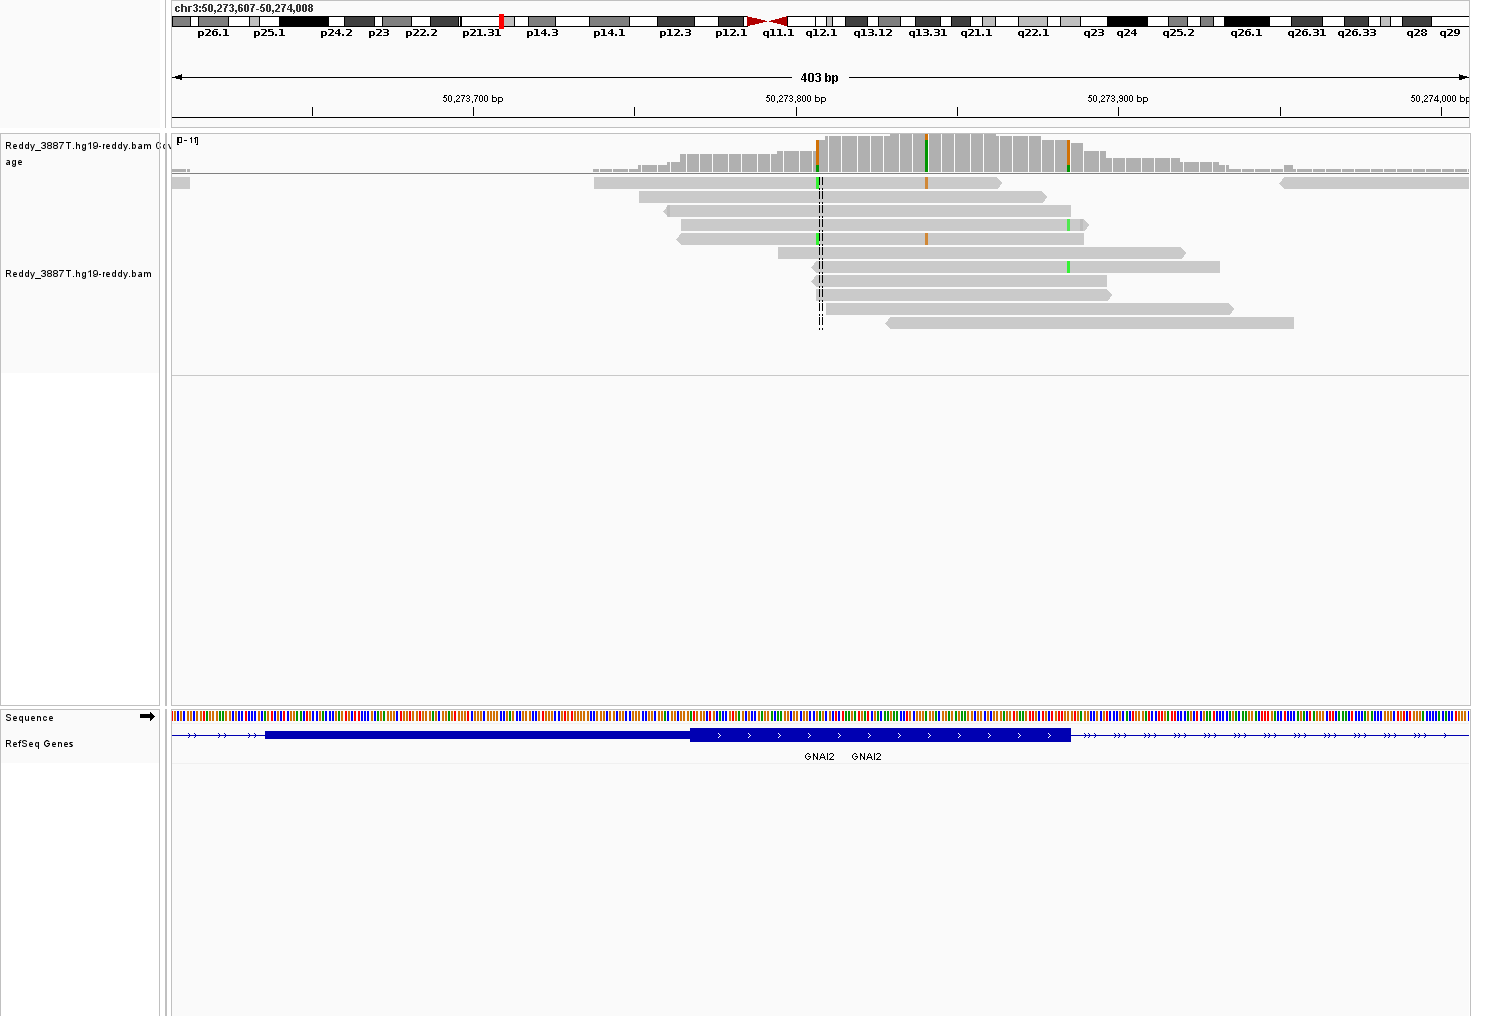 chr3:50,273,607-50,274,008
p26.1 p25.1 p24.2 p23 p22.2 p21.31 p14.3 p14.1 p12.3 p12.1 q11.1 q12.1 q13.12 q13.31 q21.1 q22.1 q23 q24 q25.2 q26.1 q26.31 q26.33 q28 q29
403 bp
50,273,700 bp 50,273,800 bp 50,273,900 bp 50,274,000 bp
Reddy_3887T.hg19-reddy.bam Cov
age
[0 - 11]
Reddy_3887T.hg19-reddy.bam
Sequence
RefSeq Genes
GNAI2 GNAI2